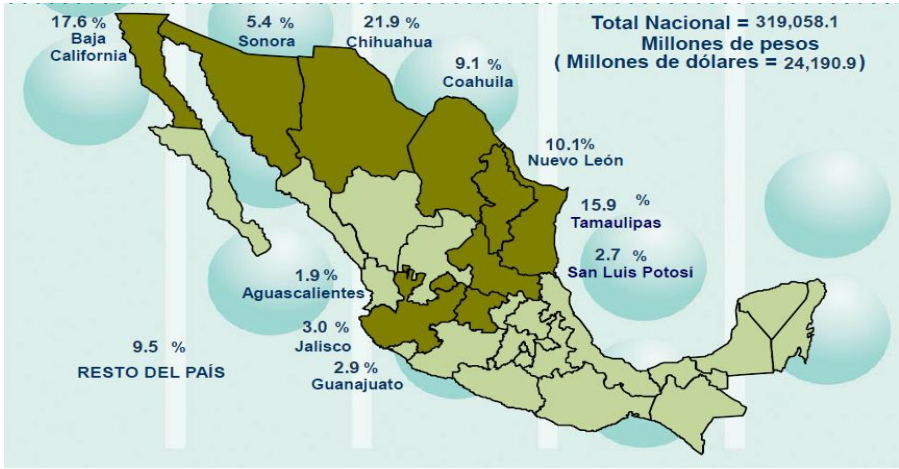 17.6 %
Baja
California
5.4 %
Sonora
21.9 %
Chihuahua
Total Nacional = 319,058.1
Millones de pesos
( Millones de dólares = 24,190.9 )
9.1 %
Coahuila
10.1%
Nuevo León
15.9 %
Tamaulipas
2.7 %
San Luis Potosí
1.9 %
Aguascalientes
3.0 %
Jalisco
2.9 %
Guanajuato
9.5 %
RESTO DEL PAÍS